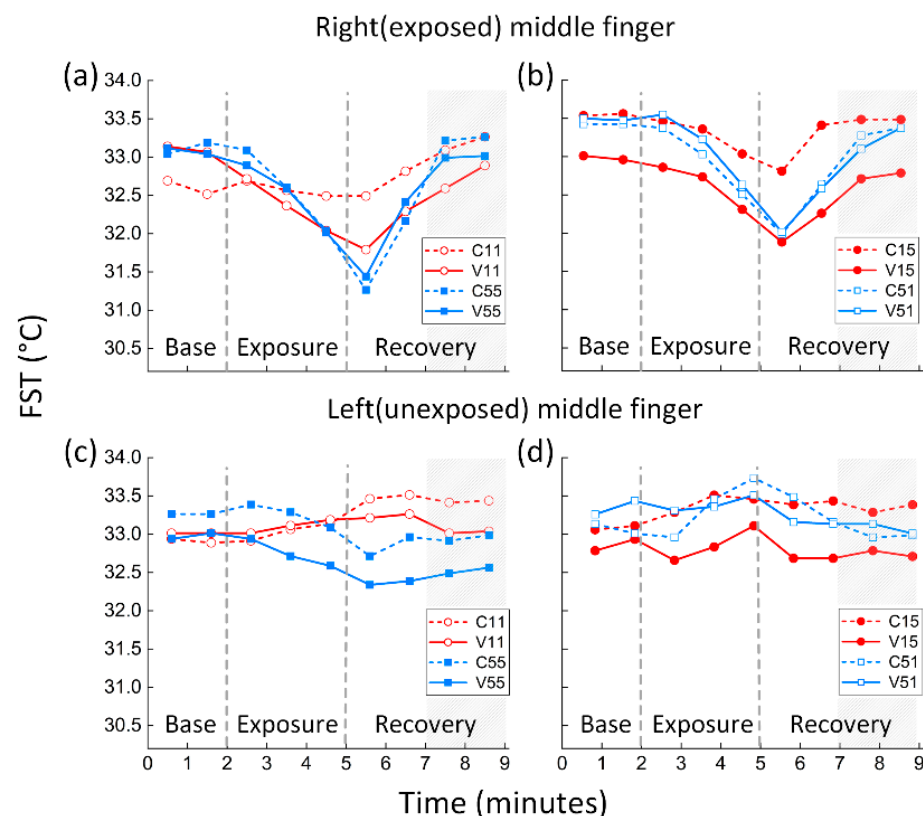 Right(exposed) middle finger
(a)
(b)
34.0
33.5
33.0
32.5
32.0
31.5
31.0
30.5
C11
V11
C55
V55
C15
V15
C51
V51
Base
Exposure
Recovery
Base
Exposure
Recovery
FST (°C)
Left(unexposed) middle finger
(c)
(d)
34.0
33.5
33.0
32.5
32.0
31.5
31.0
30.5
C11
V11
C55
V55
C15
V15
C51
V51
Base
Exposure
Recovery
Base
Exposure
Recovery
0 1 2 3 4 5 6 7 8 9
0 1 2 3 4 5 6 7 8 9
Time (minutes)